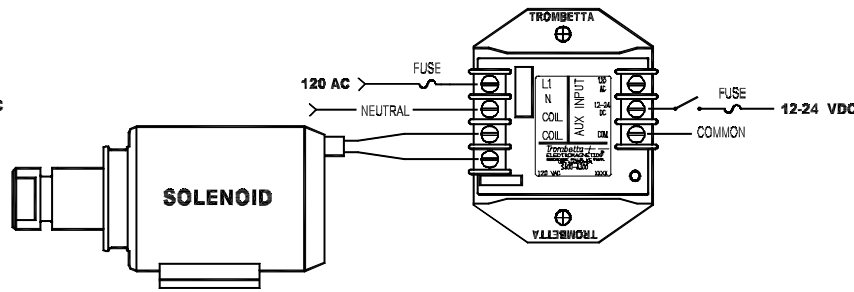 TROMBETTA
120 AC
FUSE
NEUTRAL
L1
N
COIL
COIL
AUX INPUT
120
AC
12-24
DC
COM
FUSE
12-24 VDC
COMMON
Trombetta
120 VAC
XXXX
SOLENOID
TROMBETTA
C